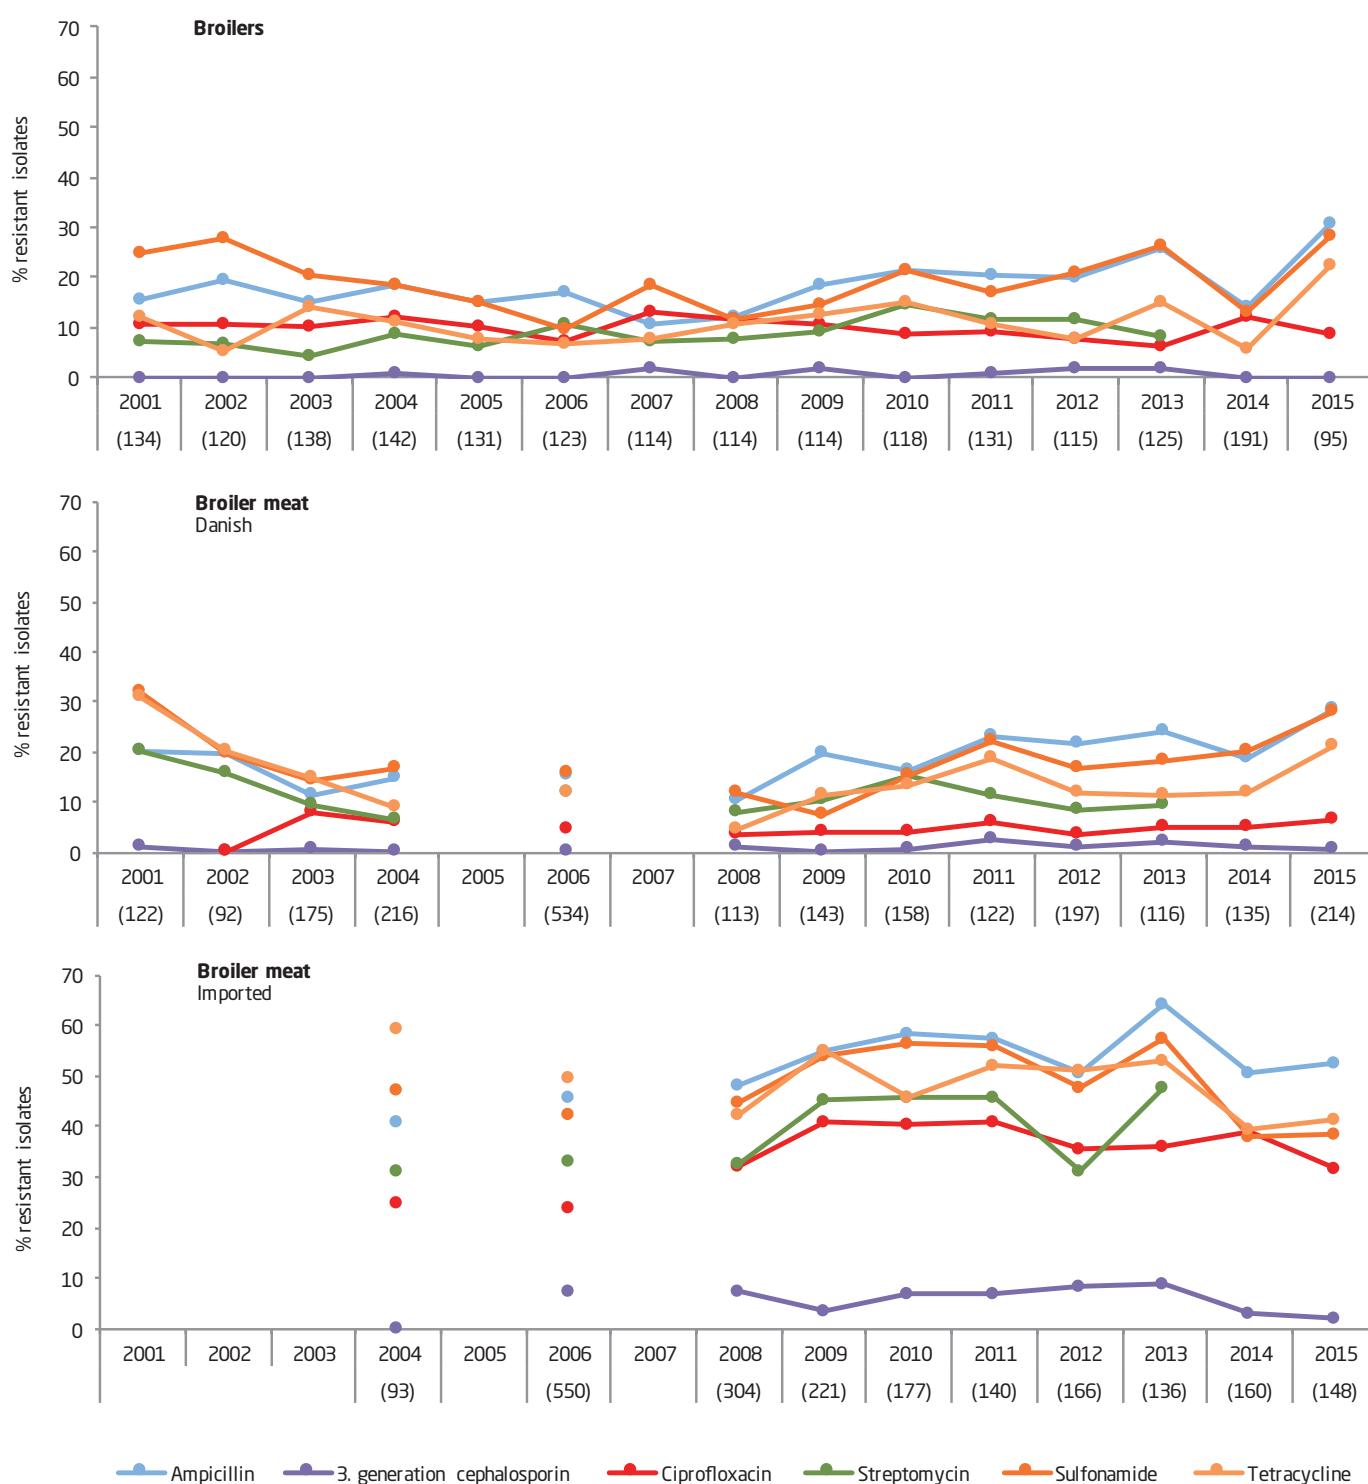 Broilers
70
60
50
40
30
20
10
0
% resistant isolates
2001 2002 2003 2004 2005 2006 2007 2008 2009 2010 2011 2012 2013 2014 2015
(134) (120) (138) (142) (131) (123) (114) (114) (114) (118) (131) (115) (125) (191) (95)
Broiler meat
Danish
70
60
50
40
30
20
10
0
% resistant isolates
2001 2002 2003 2004 2005 2006 2007 2008 2009 2010 2011 2012 2013 2014 2015
(122) (92) (175) (216) (534) (113) (143) (158) (122) (197) (116) (135) (214)
Broiler meat
Imported
70
60
50
40
30
20
10
0
% resistant isolates
2001 2002 2003 2004 2005 2006 2007 2008 2009 2010 2011 2012 2013 2014 2015
(93) (550) (304) (221) (177) (140) (166) (136) (160) (148)
Ampicillin 3. generation cephalosporin Ciprofloxacin Streptomycin Sulfonamide Tetracycline